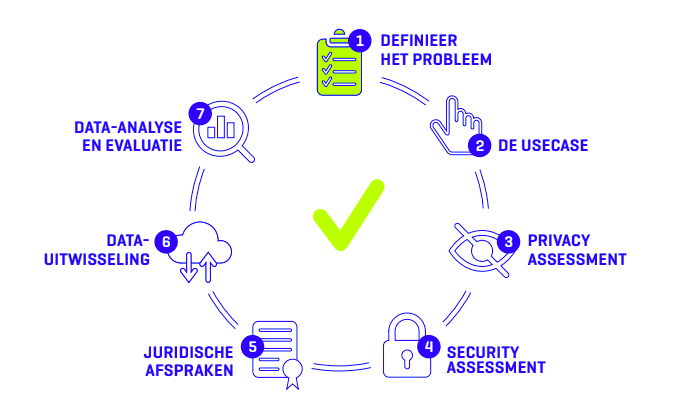 1
DEFINIEER
HET PROBLEEM
2
DE USECASE
3
PRIVACY
ASSESSMENT
4
SECURITY
ASSESSMENT
5
JURIDISCHE
AFSPRAKEN
6
DATA-
UITWISSELING
7
DATA-ANALYSE
EN EVALUATIE